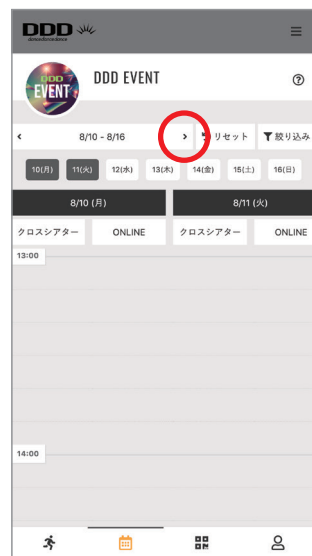 DDD
dancedancedance
DDD
EVENT
DDD EVENT
8/10 - 8/16
リセット
絞り込み
10(月) 11(火) 12(水) 13(木) 14(金) 15(土) 16(日)
8/10 (月) 8/11 (火)
クロスシアター ONLINE クロスシアター ONLINE
13:00
14:00